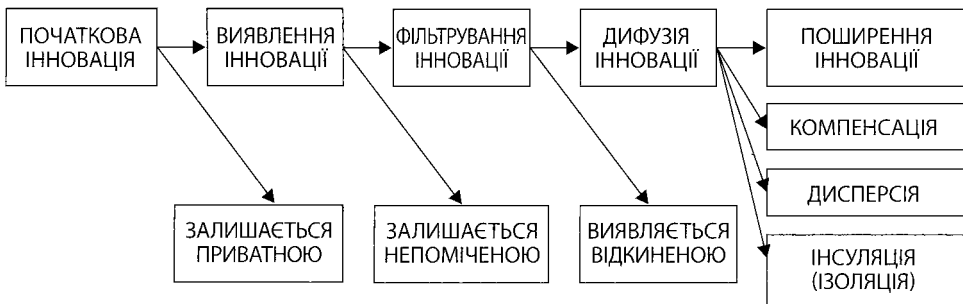 ПОЧАТКОВА
ІННОВАЦІЯ
ВИЯВЛЕННЯ
ІННОВАЦІЇ
ФІЛЬТРУВАННЯ
ІННОВАЦІЇ
ДИФУЗІЯ
ІННОВАЦІЇ
ПОШИРЕННЯ
ІННОВАЦІЇ
КОМПЕНСАЦІЯ
ДИСПЕРСІЯ
ІНСУЛЯЦІЯ
(ІЗОЛЯЦІЯ)
ЗАЛИШАЄТЬСЯ
ПРИВАТНОЮ
ЗАЛИШАЄТЬСЯ
НЕПОМІЧЕНОЮ
ВИЯВЛЯЄТЬСЯ
ВІДКИНЕНОЮ